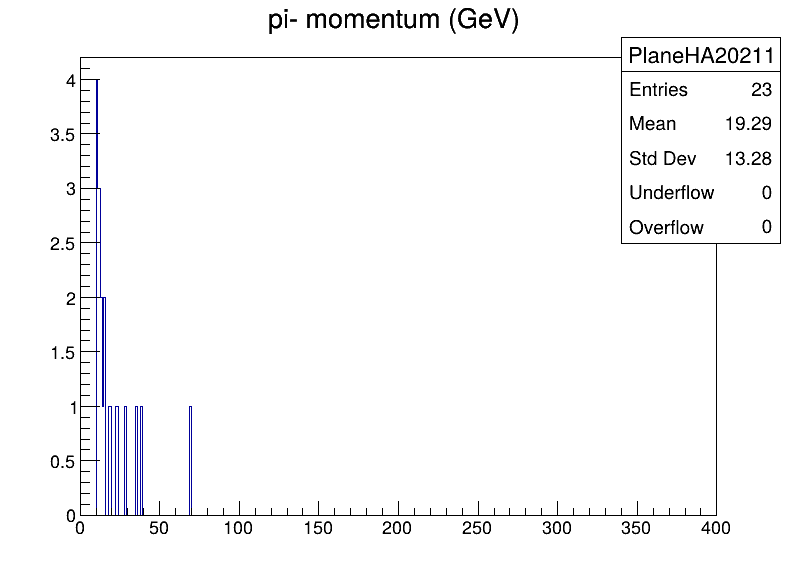 pi- momentum (GeV)
PlaneHA20211
Entries 23
Mean 19.29
Std Dev 13.28
Underflow 0
Overflow 0
4
3.5
3
2.5
2
1.5
1
0.5
0
0 50 100 150 200 250 300 350 400